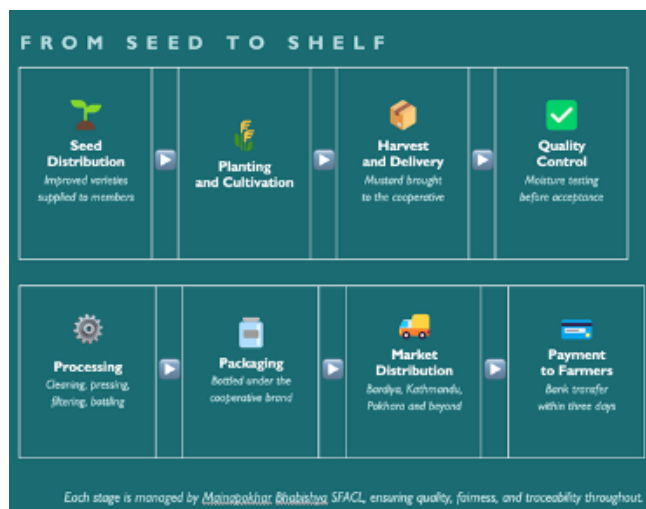 FROM SEED TO SHELF
Seed
Distribution
Improved varieties
supplied to members
Planting
and Cultivation
Harvest
and Delivery
Mustard brought
to the cooperative
Quality
Control
Moisture testing
before acceptance
Processing
Cleaning, pressing,
filtering, bottling
Packaging
Bottled under the
cooperative brand
Market
Distribution
Bardiya, Kathmandu,
Pokhara and beyond
Payment
to Farmers
Bank transfer
within three days
Each stage is managed by Mainapokhar Bhabishya SFACL, ensuring quality, fairness, and traceability throughout.